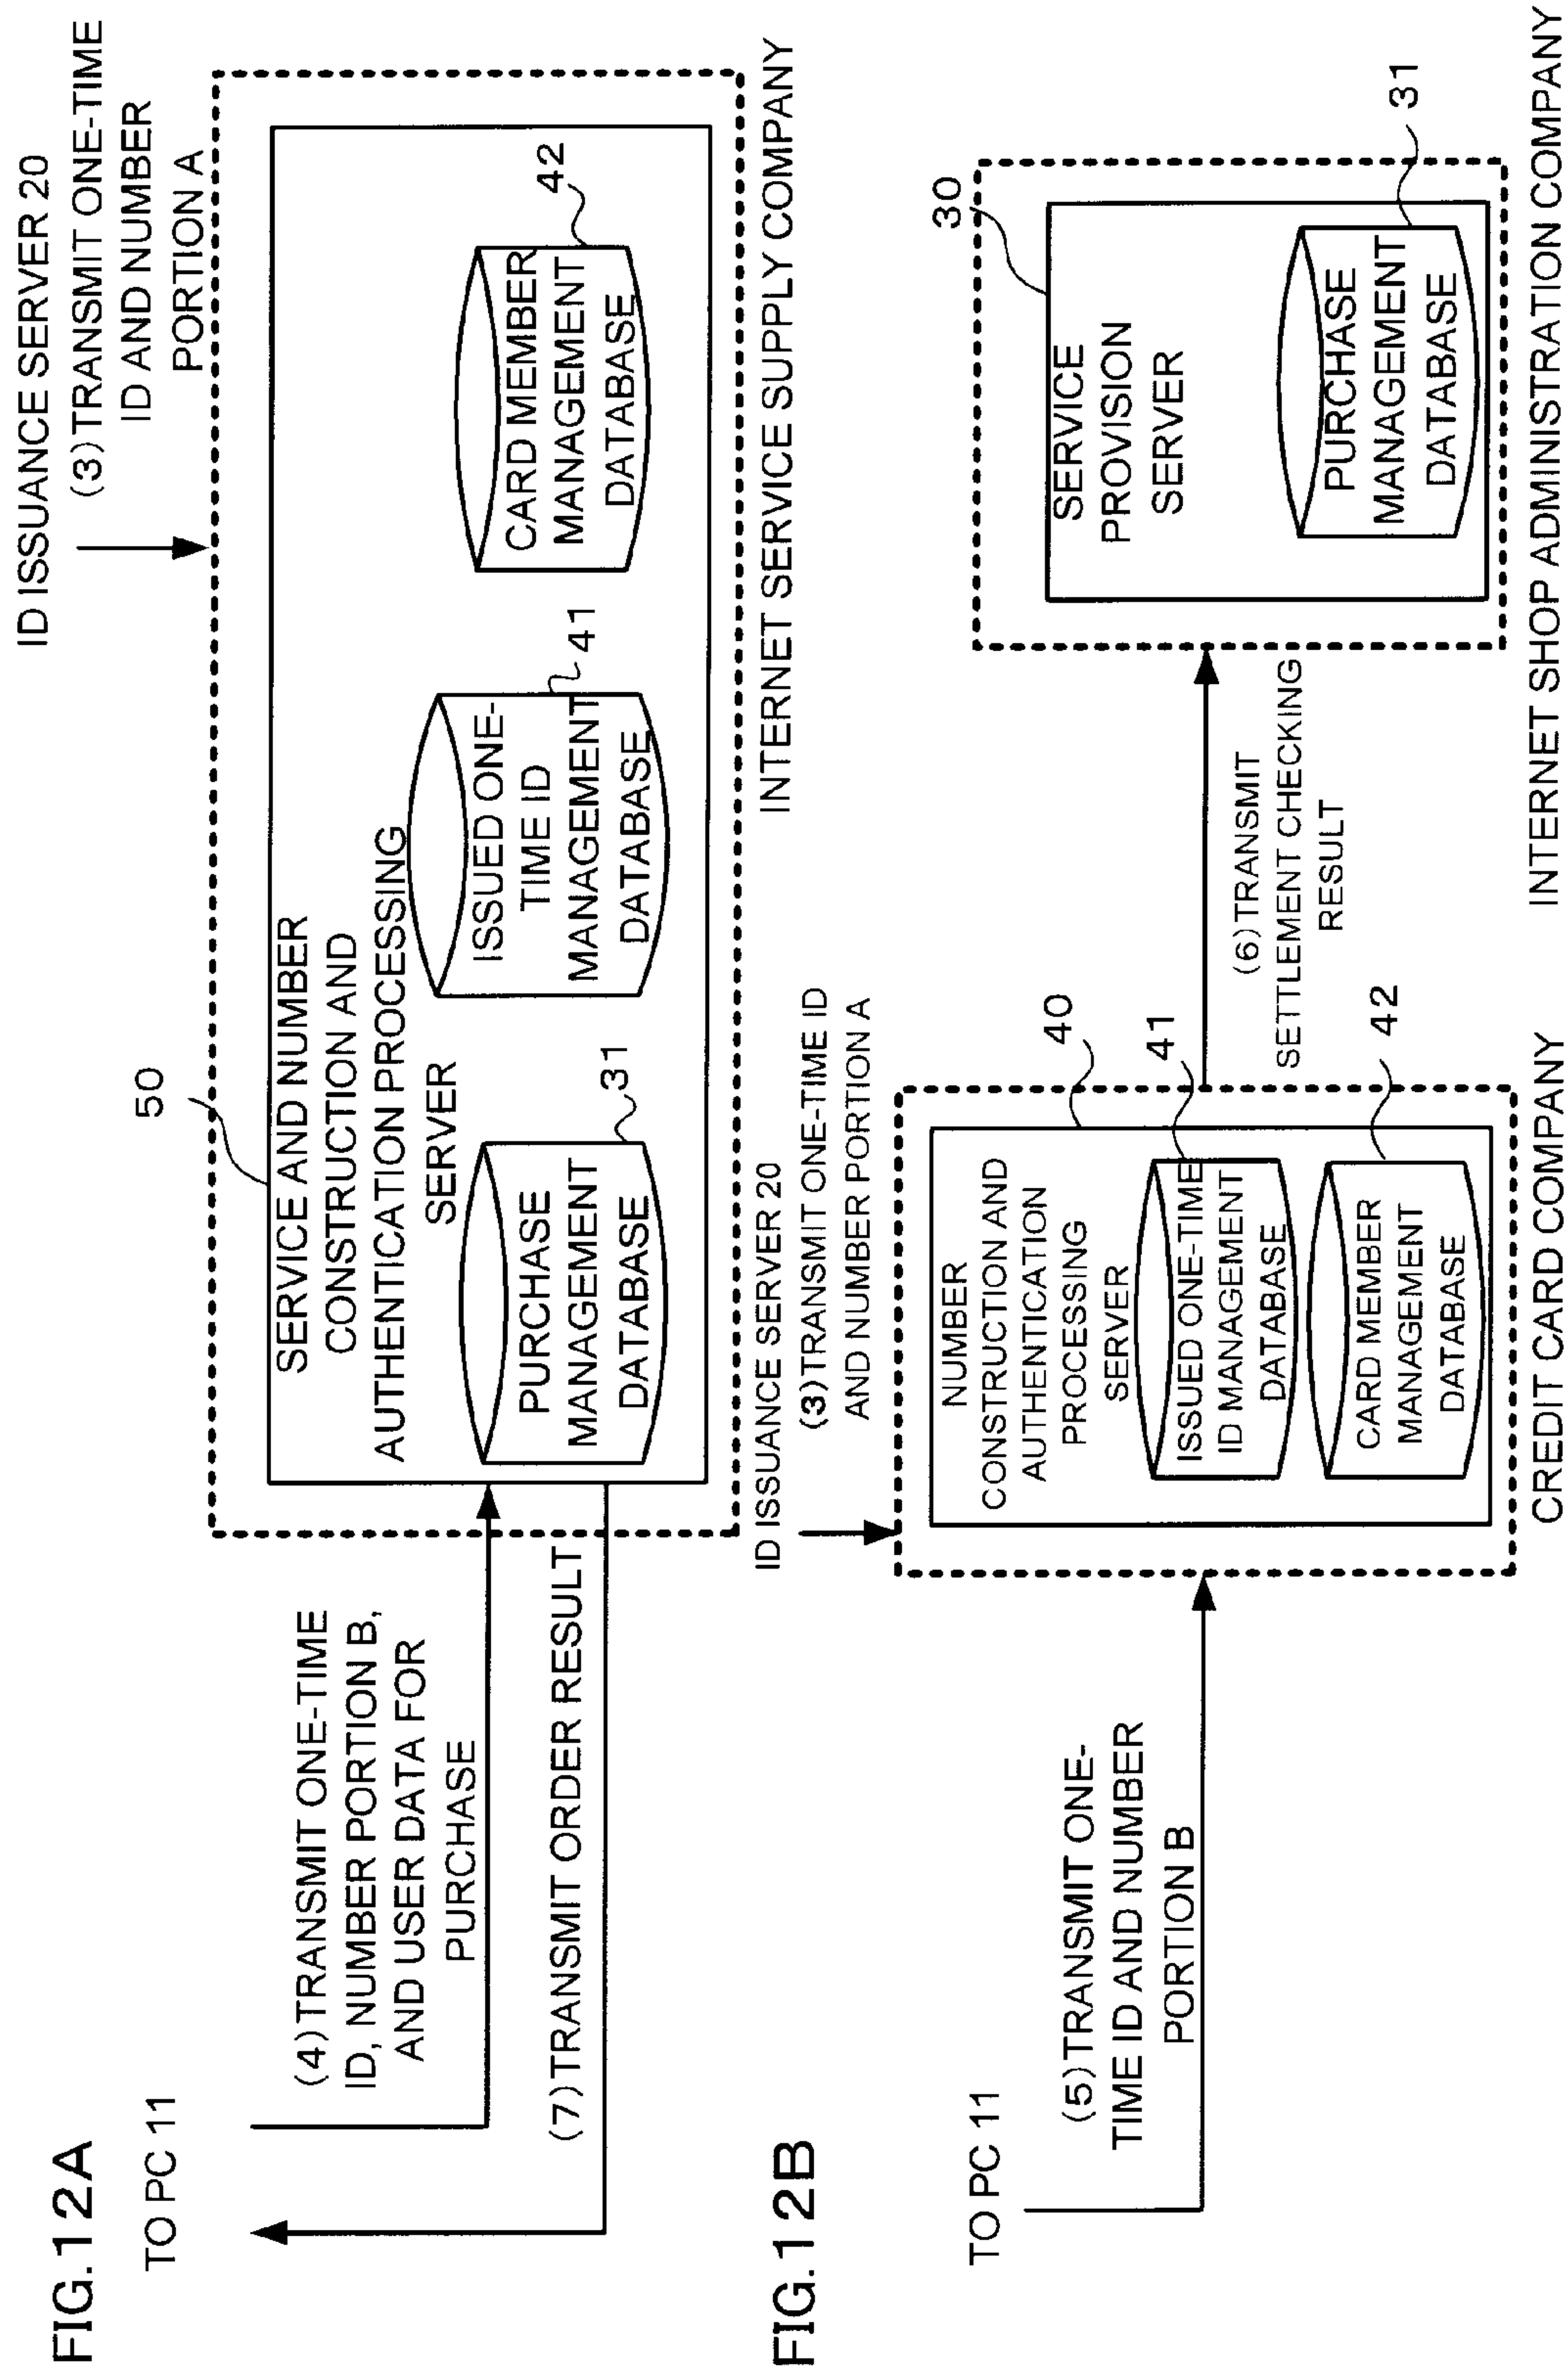 FIG.12A
TO PC 11
(4)TRANSMIT ONE-TIME
ID, NUMBER PORTION B,
AND USER DATA FOR
PURCHASE
(7)TRANSMIT ORDER RESULT
50
SERVICE AND NUMBER
CONSTRUCTION AND
AUTHENTICATION PROCESSING
SERVER
PURCHASE
MANAGEMENT
DATABASE
31
ISSUED ONE-
TIME ID
MANAGEMENT
DATABASE
41
CARD MEMBER
MANAGEMENT
DATABASE
42
ID ISSUANCE SERVER 20
(3)TRANSMIT ONE-TIME
ID AND NUMBER
PORTION A
INTERNET SERVICE SUPPLY COMPANY
FIG.12B
TO PC 11
(5)TRANSMIT ONE-
TIME ID AND NUMBER
PORTION B
ID ISSUANCE SERVER 20
(3)TRANSMIT ONE-TIME ID
AND NUMBER PORTION A
NUMBER
CONSTRUCTION AND
AUTHENTICATION
PROCESSING
SERVER
40
ISSUED ONE-TIME
ID MANAGEMENT
DATABASE
41
CARD MEMBER
MANAGEMENT
DATABASE
42
CREDIT CARD COMPANY
(6)TRANSMIT
SETTLEMENT CHECKING
RESULT
30
SERVICE
PROVISION
SERVER
PURCHASE
MANAGEMENT
DATABASE
31
INTERNET SHOP ADMINISTRATION COMPANY